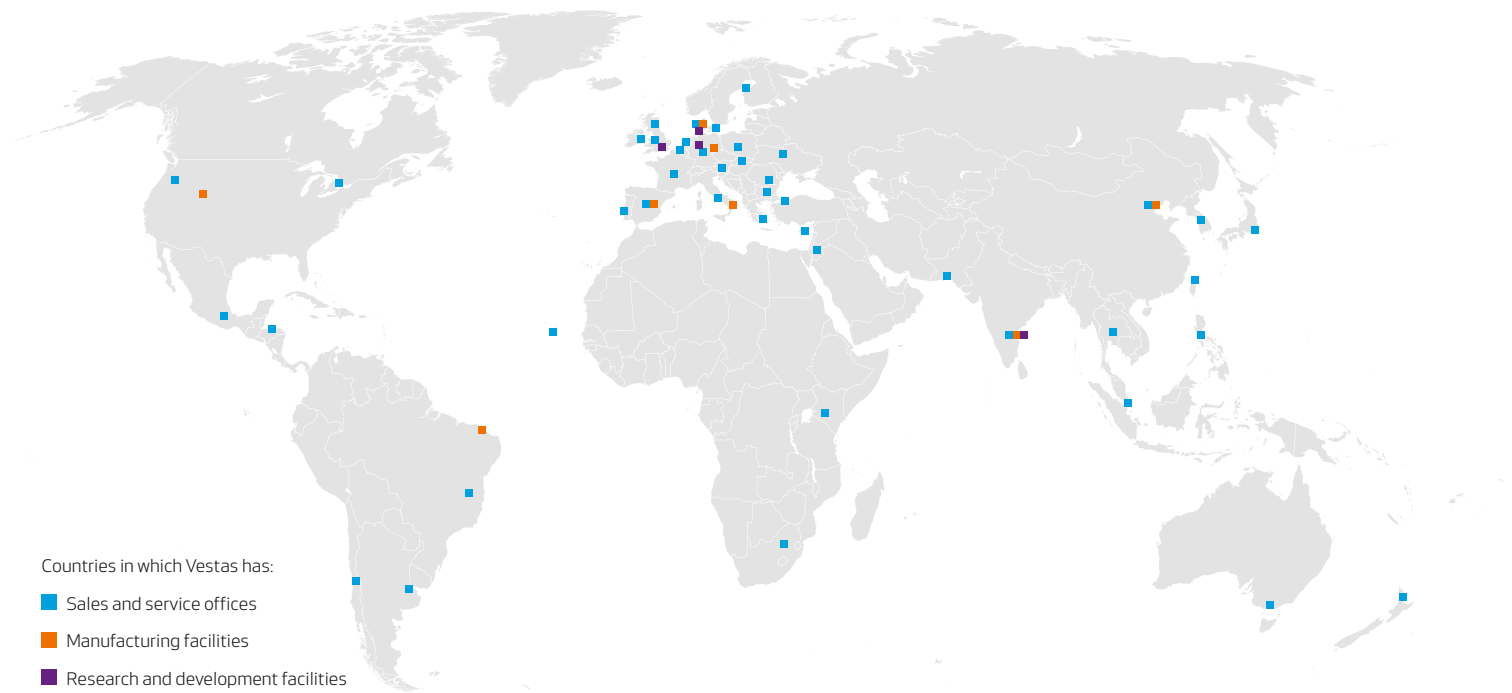 Countries in which Vestas has:
Sales and service offices
Manufacturing facilities
Research and development facilities